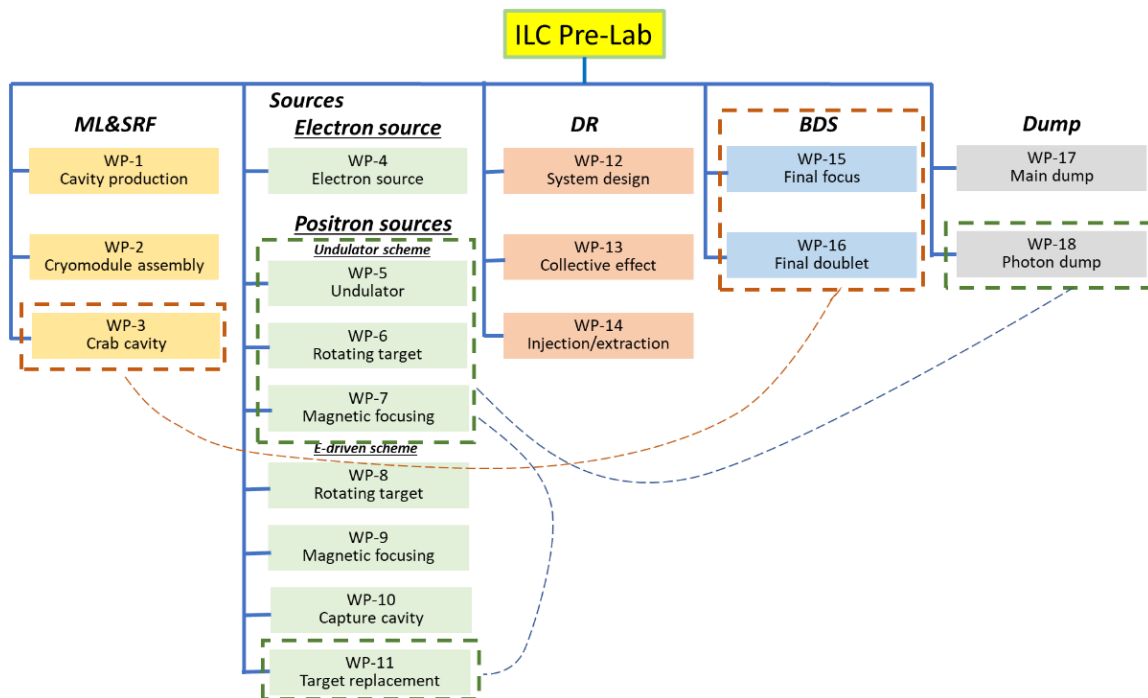 ILC Pre-Lab
ML&SRF
WP-1
Cavity production
WP-2
Cryomodule assembly
WP-3
Crab cavity
Sources
Electron source
WP-4
Electron source
Positron sources
Undulator scheme
WP-5
Undulator
WP-6
Rotating target
WP-7
Magnetic focusing
E-driven scheme
WP-8
Rotating target
WP-9
Magnetic focusing
WP-10
Capture cavity
WP-11
Target replacement
DR
WP-12
System design
WP-13
Collective effect
WP-14
Injection/extraction
BDS
WP-15
Final focus
WP-16
Final doublet
Dump
WP-17
Main dump
WP-18
Photon dump